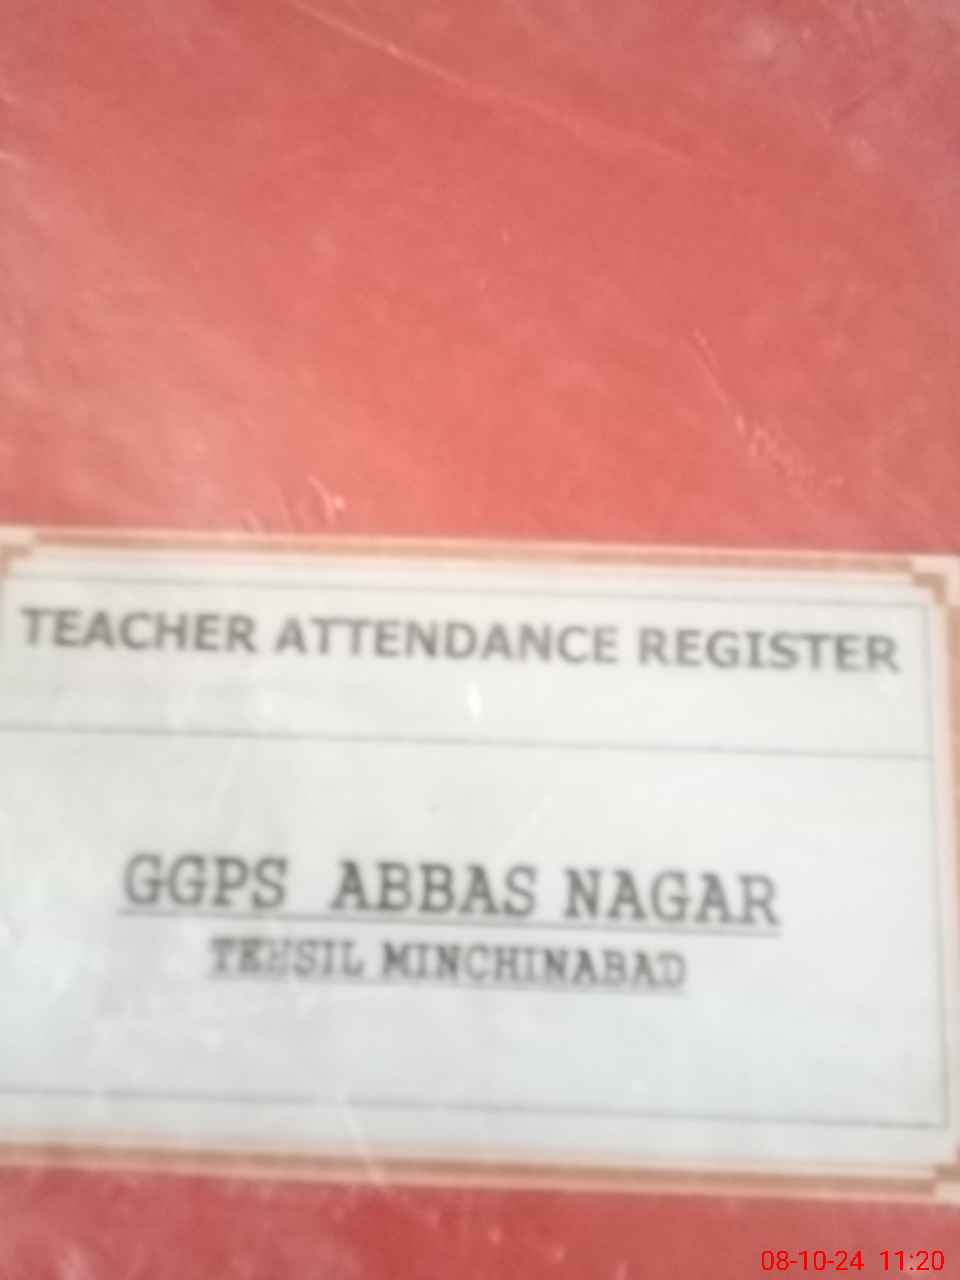 TEACHER ATTENDANCE REGISTER
GGPS ABBAS NAGAR
TEHSIL MINCHINABAD
08-10-24 11:20